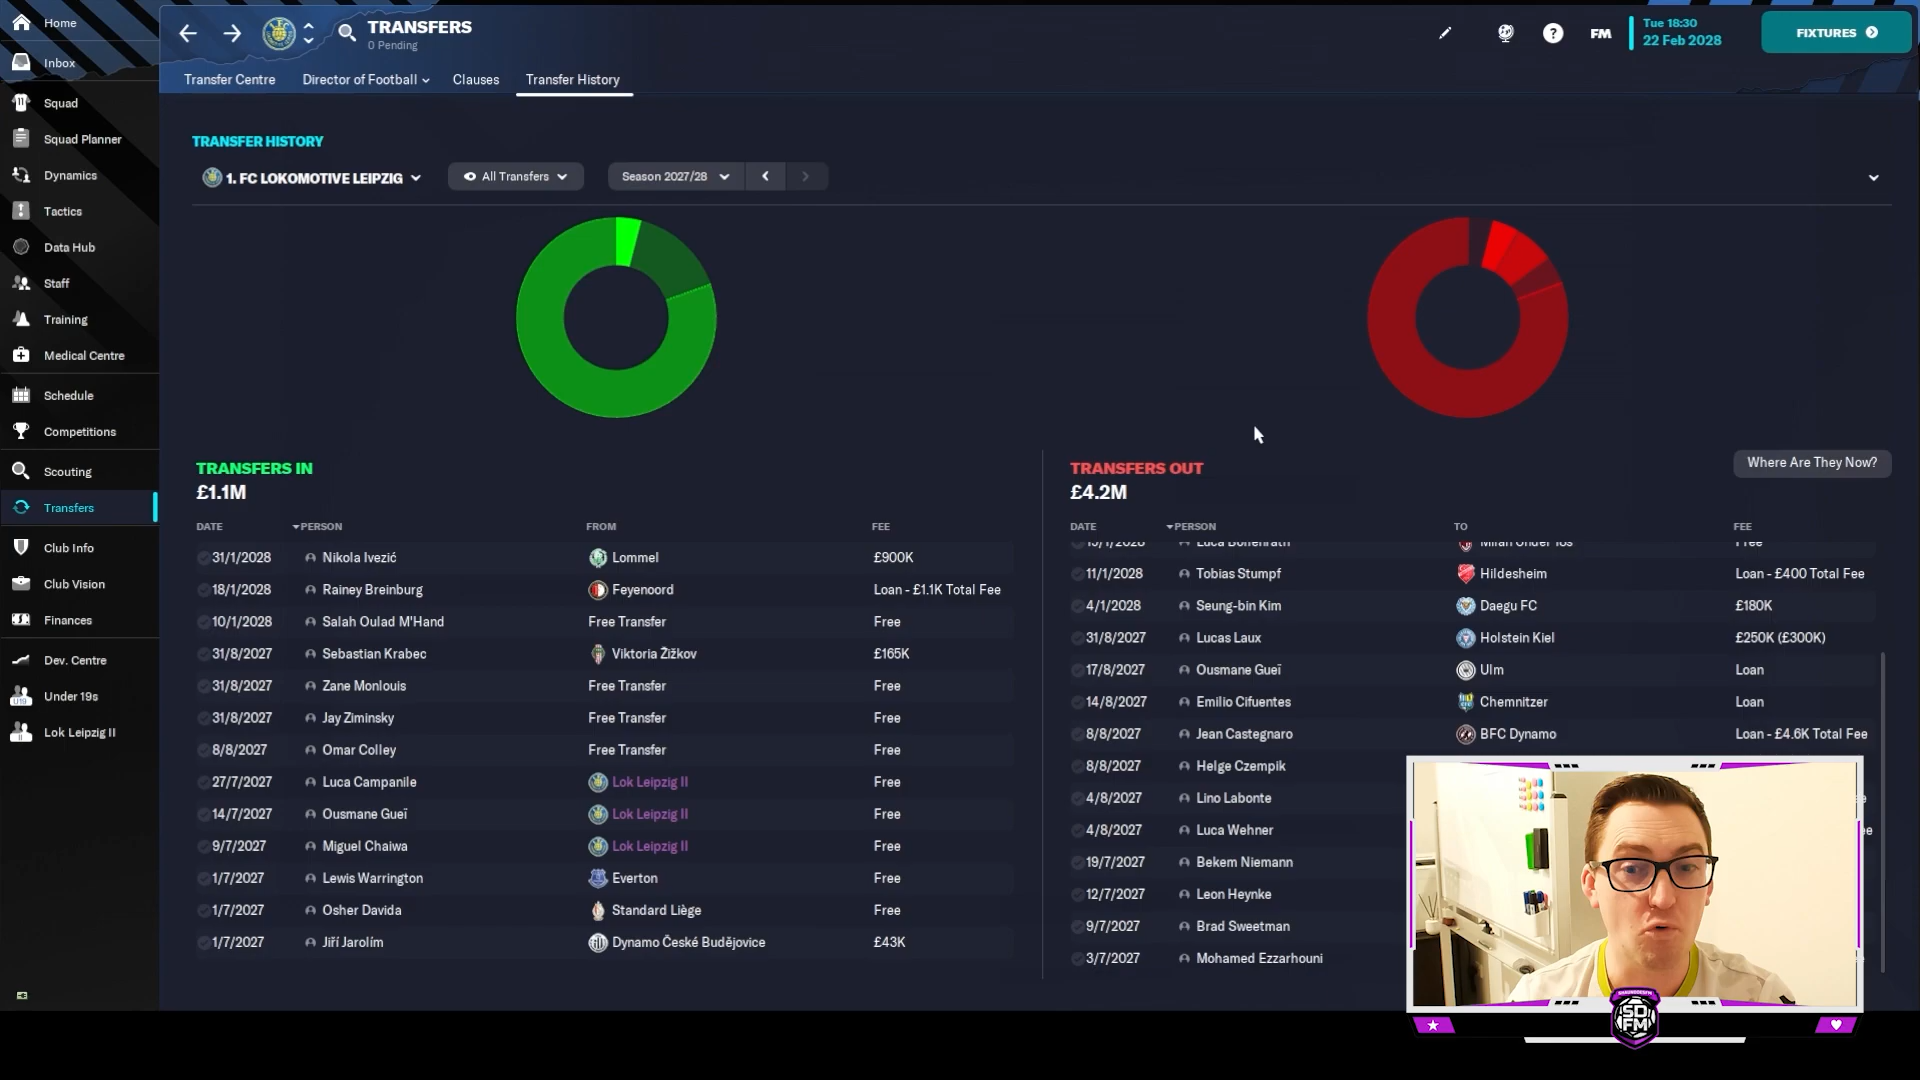 Home
Inbox
Squad
Squad Planner
Dynamics
Tactics
Data Hub
Staff
Training
Medical Centre
Schedule
Competitions
Scouting
Transfers
Club Info
Club Vision
Finances
Dev. Centre
Under 19s
Lok Leipzig II
TRANSFERS
0 Pending
FM
Tue 18:30
22 Feb 2028
FIXTURES
Transfer Centre Director of Football Clauses Transfer History
TRANSFER HISTORY
1. FC LOKOMOTIVE LEIPZIG All Transfers Season 2027/28
TRANSFERS IN
£1.1M
DATE PERSON FROM FEE
31/1/2028 Nikola Ivezić Lommel £900K
18/1/2028 Rainey Breinburg Feyenoord Loan - £1.1K Total Fee
10/1/2028 Salah Oulad M'Hand Free Transfer Free
31/8/2027 Sebastian Krabec Viktoria Žižkov £165K
31/8/2027 Zane Monlouis Free Transfer Free
31/8/2027 Jay Ziminsky Free Transfer Free
8/8/2027 Omar Colley Free Transfer Free
27/7/2027 Luca Campanile Lok Leipzig II Free
14/7/2027 Ousmane Gueï Lok Leipzig II Free
9/7/2027 Miguel Chaiwa Lok Leipzig II Free
1/7/2027 Lewis Warrington Everton Free
1/7/2027 Osher Davida Standard Liège Free
1/7/2027 Jiří Jarolím Dynamo České Budějovice £43K
TRANSFERS OUT
£4.2M
Where Are They Now?
DATE PERSON TO FEE
11/1/2028 Tobias Stumpf Hildesheim Loan - £400 Total Fee
4/1/2028 Seung-bin Kim Daegu FC £180K
31/8/2027 Lucas Laux Holstein Kiel £250K (£300K)
17/8/2027 Ousmane Gueï Ulm Loan
14/8/2027 Emilio Cifuentes Chemnitzer Loan
8/8/2027 Jean Castegnaro BFC Dynamo Loan - £4.6K Total Fee
8/8/2027 Helge Czempik
4/8/2027 Lino Labonte
4/8/2027 Luca Wehner
19/7/2027 Bekem Niemann
12/7/2027 Leon Heynke
9/7/2027 Brad Sweetman
3/7/2027 Mohamed Ezzarhouni
SD
FM